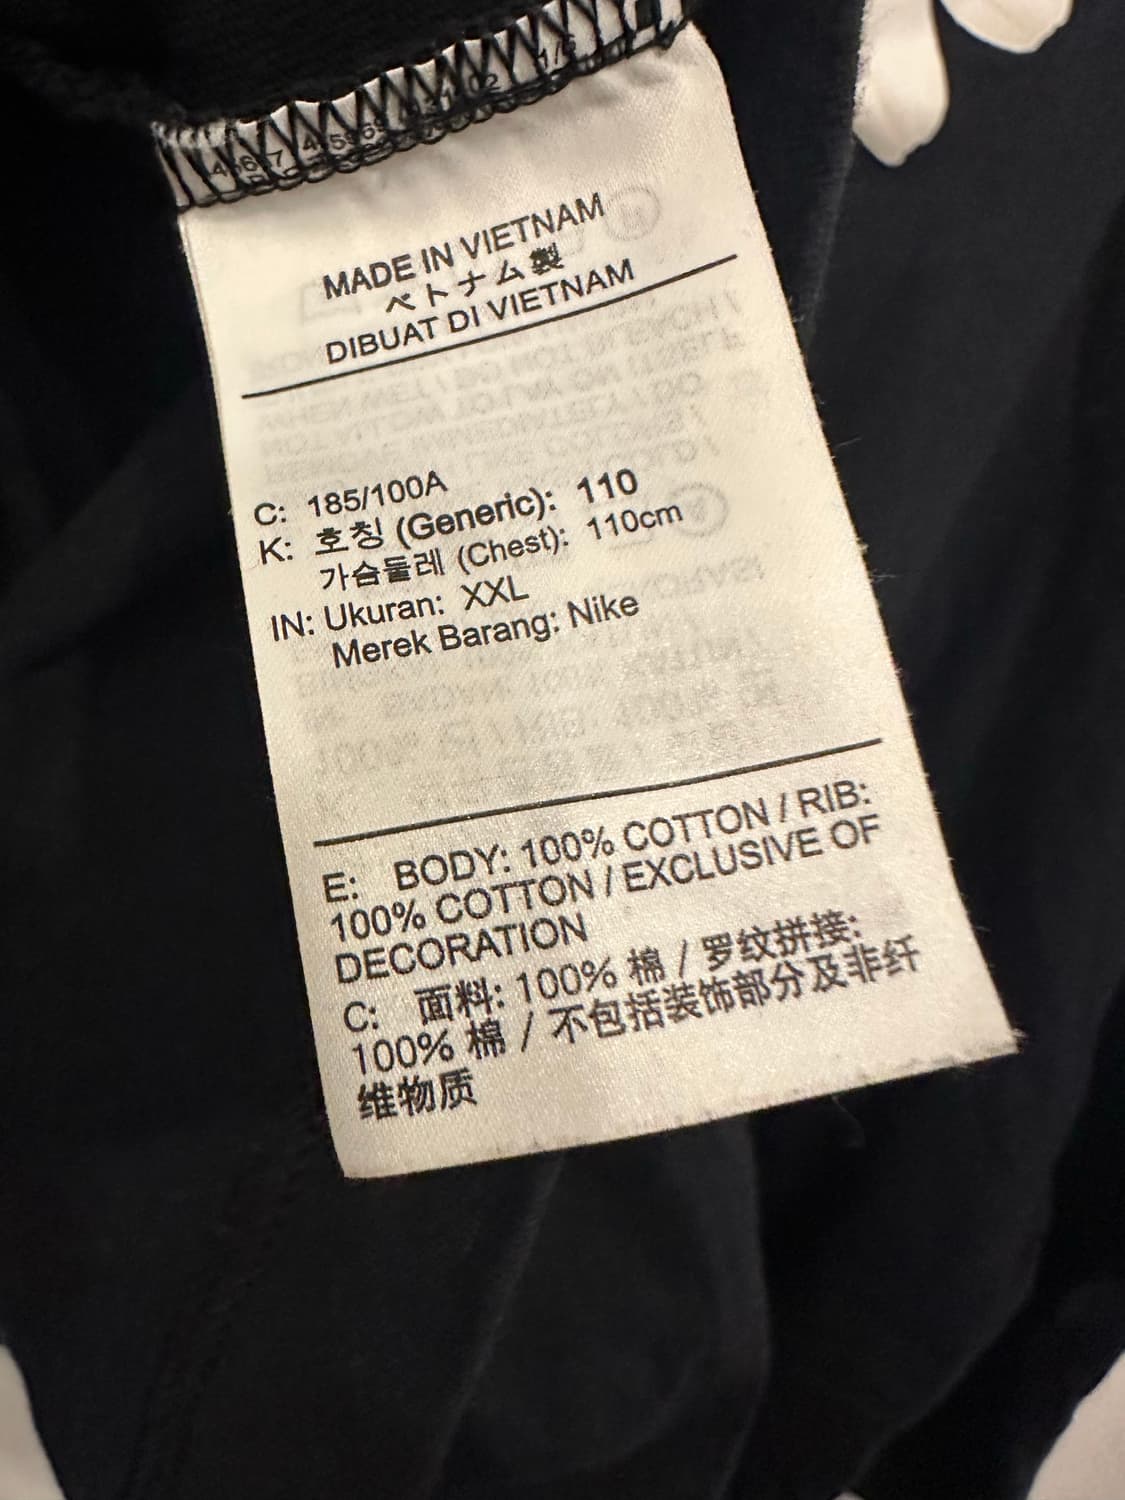 MADE IN VIETNAM
ベトナム製
DIBUAT DI VIETNAM
C: 185/100A
K: 호칭 (Generic): 110
가슴둘레 (Chest): 110cm
IN: Ukuran: XXL
Merek Barang: Nike
E: BODY: 100% COTTON / RIB:
100% COTTON / EXCLUSIVE OF
DECORATION
C: 面料: 100% 棉 / 罗纹拼接:
100% 棉 / 不包括装饰部分及非纤
维物质